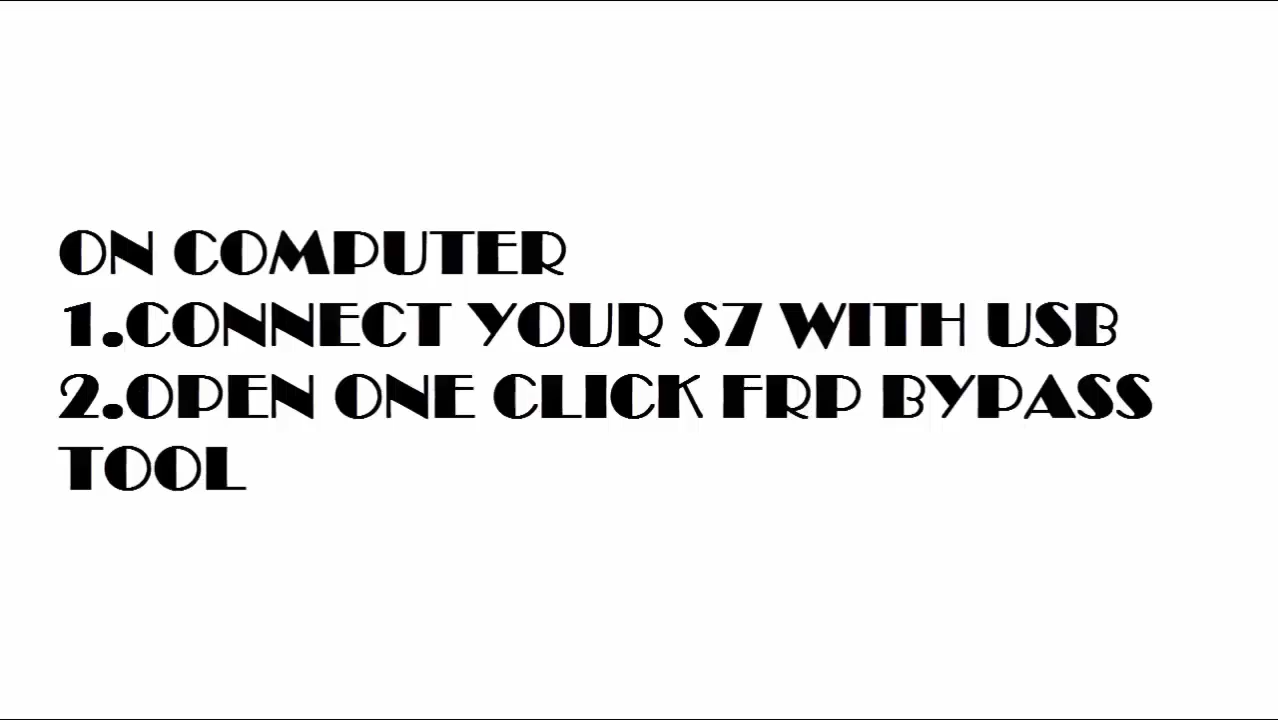 ON COMPUTER
1.CONNECT YOUR S7 WITH USB
2.OPEN ONE CLICK FRP BYPASS
TOOL